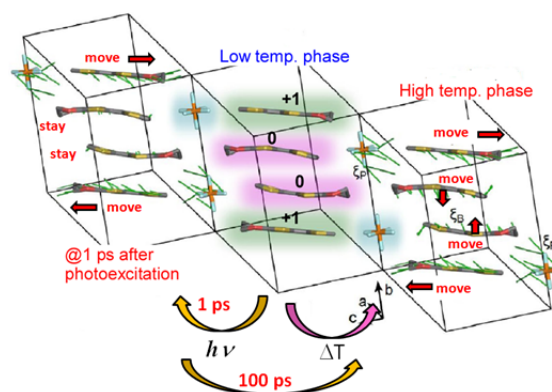 move
Low temp. phase
High temp. phase
+1
stay
0
move
stay
ξP
move
0
ξB
move
+1
move
@1 ps after
photoexcitation
move
b
a
c
1 ps
hν
ΔT
100 ps